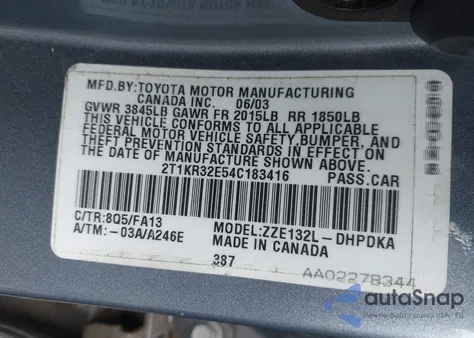 MFD.BY:TOYOTA MOTOR MANUFACTURING
CANADA INC. 06/03
GVWR 3845LB GAWR FR 2015LB RR 1850LB
THIS VEHICLE CONFORMS TO ALL APPLICABLE
FEDERAL MOTOR VEHICLE SAFETY,BUMPER, AND
THEFT PREVENTION STANDARDS IN EFFECT ON
THE DATE OF MANUFACTURE SHOWN ABOVE.
2T1KR32E54C183416 PASS.CAR
C/TR:8Q5/FA13 MODEL:ZZE132L-DHPDKA
A/TM:-03A/A246E MADE IN CANADA
387
AA02278344
autoSnap